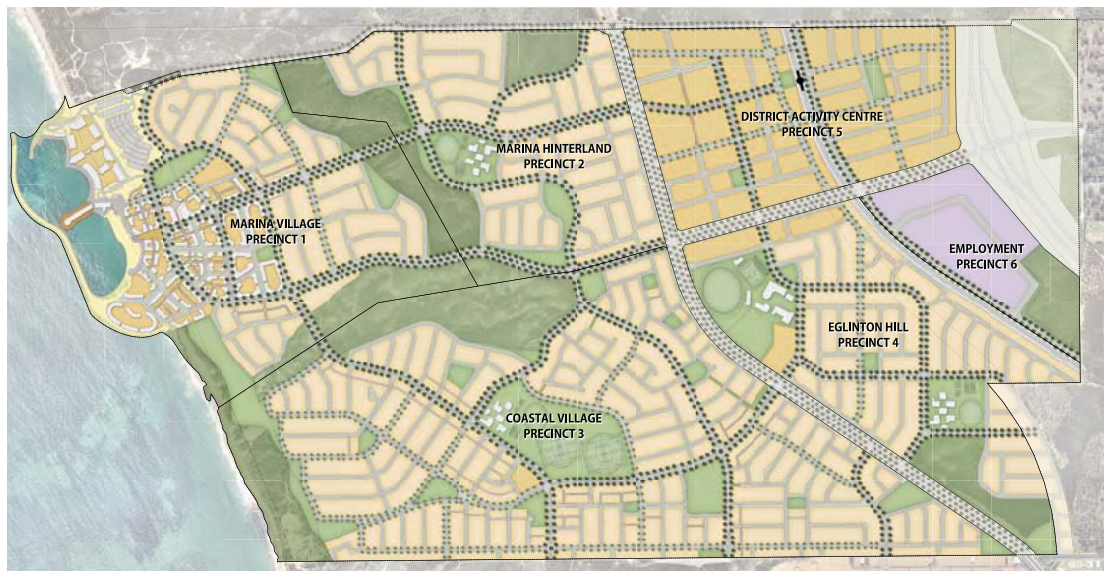 DISTRICT ACTIVITY CENTRE
PRECINCT 5
MARINA HINTERLAND
PRECINCT 2
MARINA VILLAGE
PRECINCT 1
EMPLOYMENT
PRECINCT 6
EGLINTON HILL
PRECINCT 4
COASTAL VILLAGE
PRECINCT 3